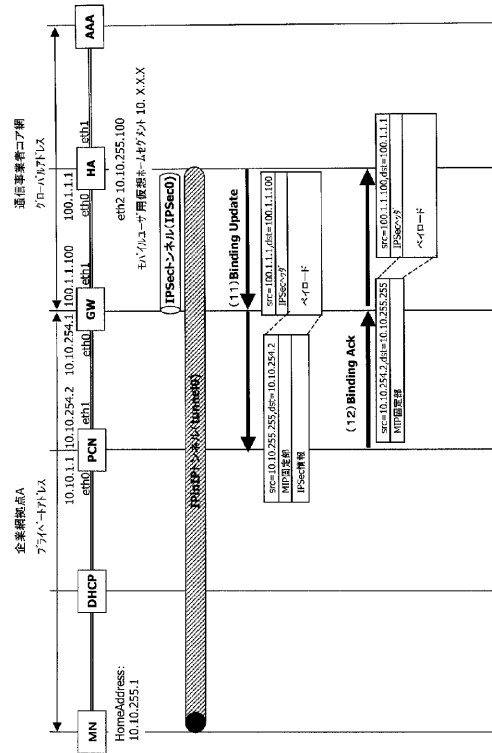 企業網拠点A
プライベートアドレス
通信事業者コア網
グローバルアドレス
MN
DHCP
PCN
GW
HA
AAA
10.10.1.1
eth0
10.10.254.2
eth1
10.10.254.1
eth0
100.1.1.100
eth1
100.1.1.1
eth0
eth1
HomeAddress:
10.10.255.1
eth2 10.10.255.100
モバイルユーザ用仮想ホームセグメント 10. X.X.X
IPSecトンネル(IPSec0)
IPinIPトンネル(tunnel0)
(11)Binding Update
src=100.1.1.1,dst=100.1.1.100
IPSecヘッダ
ペイロード
src=10.10.255.255,dst=10.10.254.2
MIP固定部
IPSec情報
(12)Binding Ack
src=10.10.254.2,dst=10.10.255.255
MIP固定部
src=100.1.1.100,dst=100.1.1.1
IPSecヘッダ
ペイロード